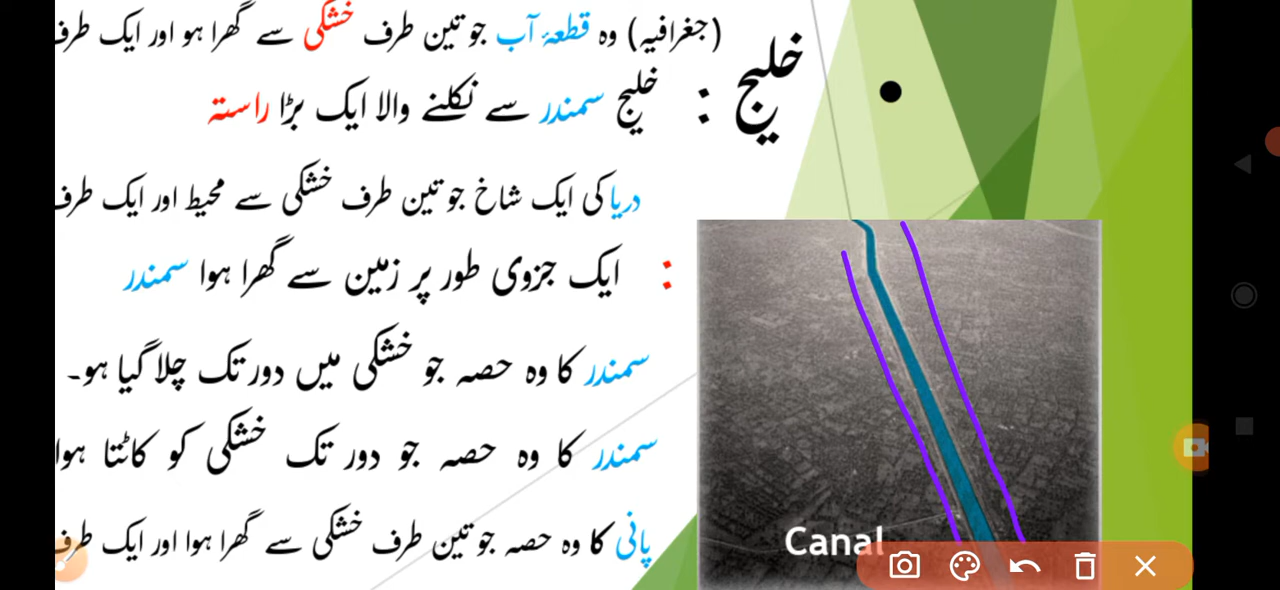 خلیج :
(جغرافیہ) وہ قطعۂ آب جو تین طرف خشکی سے گھرا ہو اور ایک طرف
خلیج سمندر سے نکلنے والا ایک بڑا راستہ
دریا کی ایک شاخ جو تین طرف خشکی سے محیط اور ایک طرف
: ایک جزوی طور پر زمین سے گھرا ہوا سمندر
سمندر کا وہ حصہ جو خشکی میں دور تک چلا گیا ہو۔
سمندر کا وہ حصہ جو دور تک خشکی کو کاٹتا ہوا
پانی کا وہ حصہ جو تین طرف خشکی سے گھرا ہوا اور ایک طرف
Canal